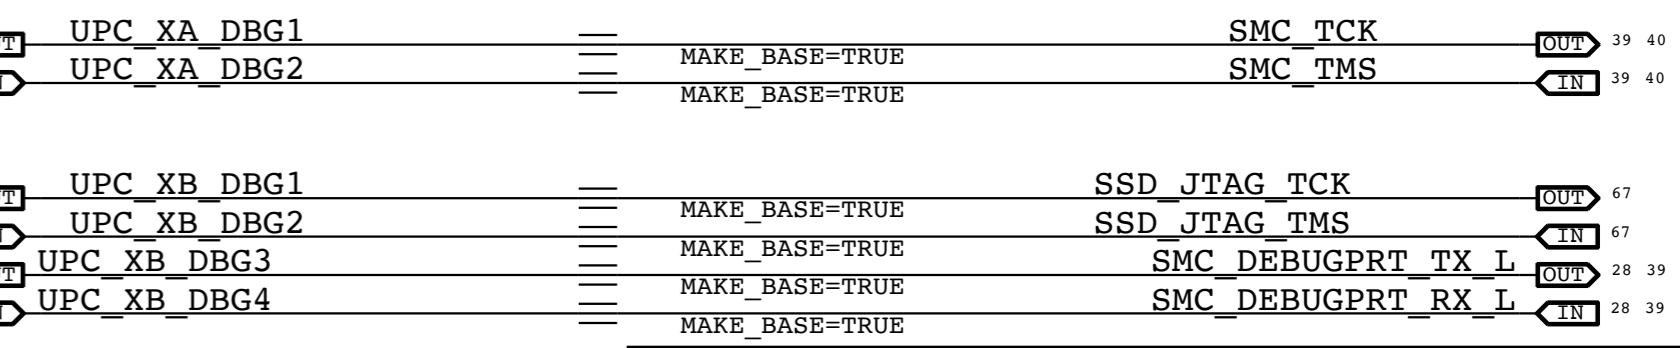 UPC_XA_DBG1 SMC_TCK OUT 39 40
MAKE_BASE=TRUE
UPC_XA_DBG2 SMC_TMS IN 39 40
MAKE_BASE=TRUE
UPC_XB_DBG1 SSD_JTAG_TCK OUT 67
MAKE_BASE=TRUE
UPC_XB_DBG2 SSD_JTAG_TMS IN 67
MAKE_BASE=TRUE
UPC_XB_DBG3 SMC_DEBUGPRT_TX_L OUT 28 39
MAKE_BASE=TRUE
UPC_XB_DBG4 SMC_DEBUGPRT_RX_L IN 28 39
MAKE_BASE=TRUE